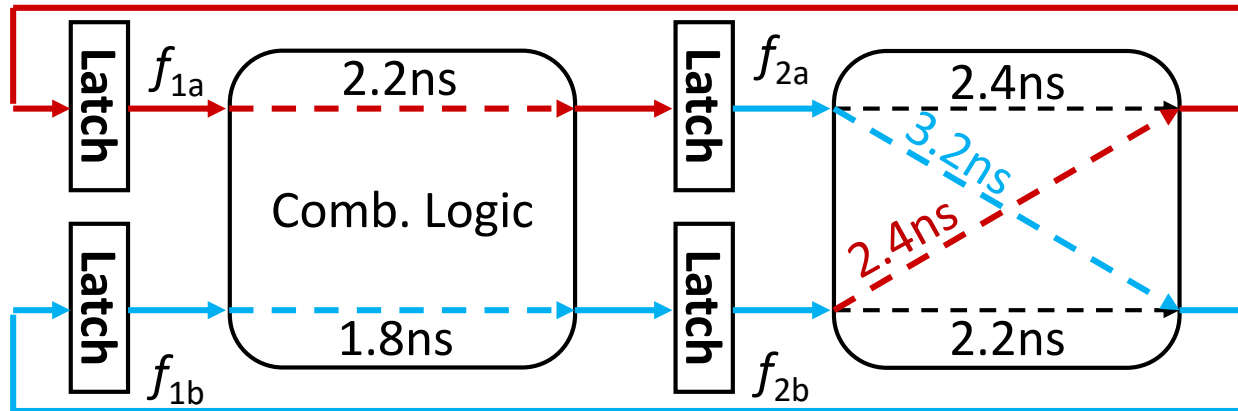 Latch
f1a
2.2ns
Latch
f2a
2.4ns
3.2ns
Comb. Logic
2.4ns
Latch
f1b
1.8ns
Latch
f2b
2.2ns